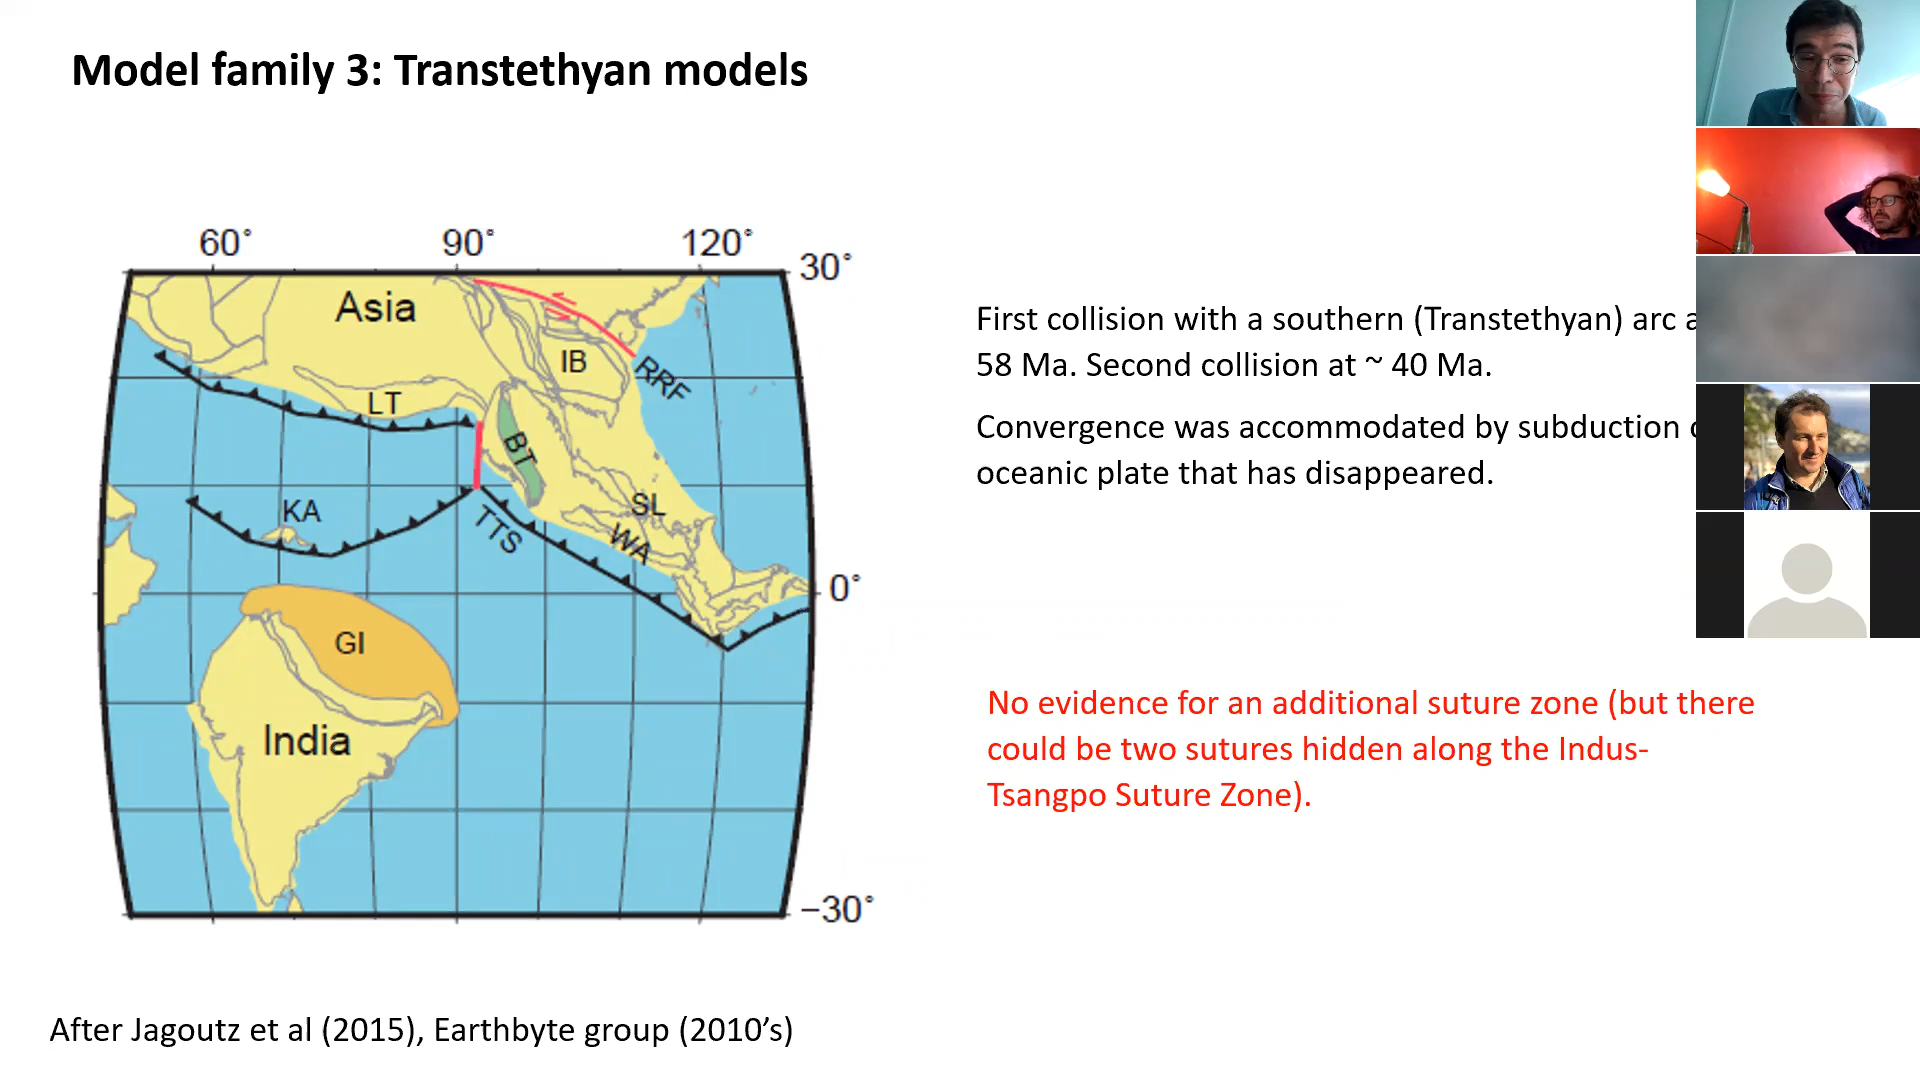 Model family 3: Transtethyan models
60°
90°
120°
30°
Asia
IB
RRF
LT
BT
KA
SL
TTS
WA
0°
GI
India
−30°
First collision with a southern (Transtethyan) arc
58 Ma. Second collision at ~ 40 Ma.
Convergence was accommodated by subduction
oceanic plate that has disappeared.
No evidence for an additional suture zone (but there
could be two sutures hidden along the Indus-
Tsangpo Suture Zone).
After Jagoutz et al (2015), Earthbyte group (2010’s)